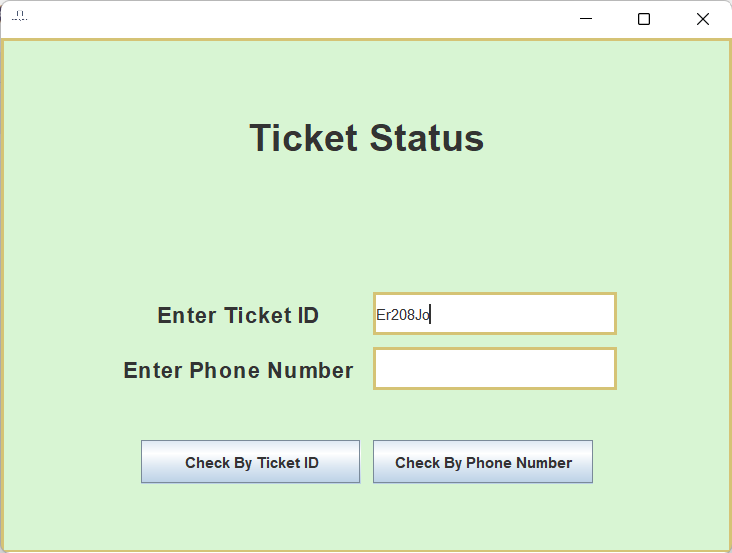 Ticket Status
Enter Ticket ID
Er208Jo
Enter Phone Number
Check By Ticket ID
Check By Phone Number